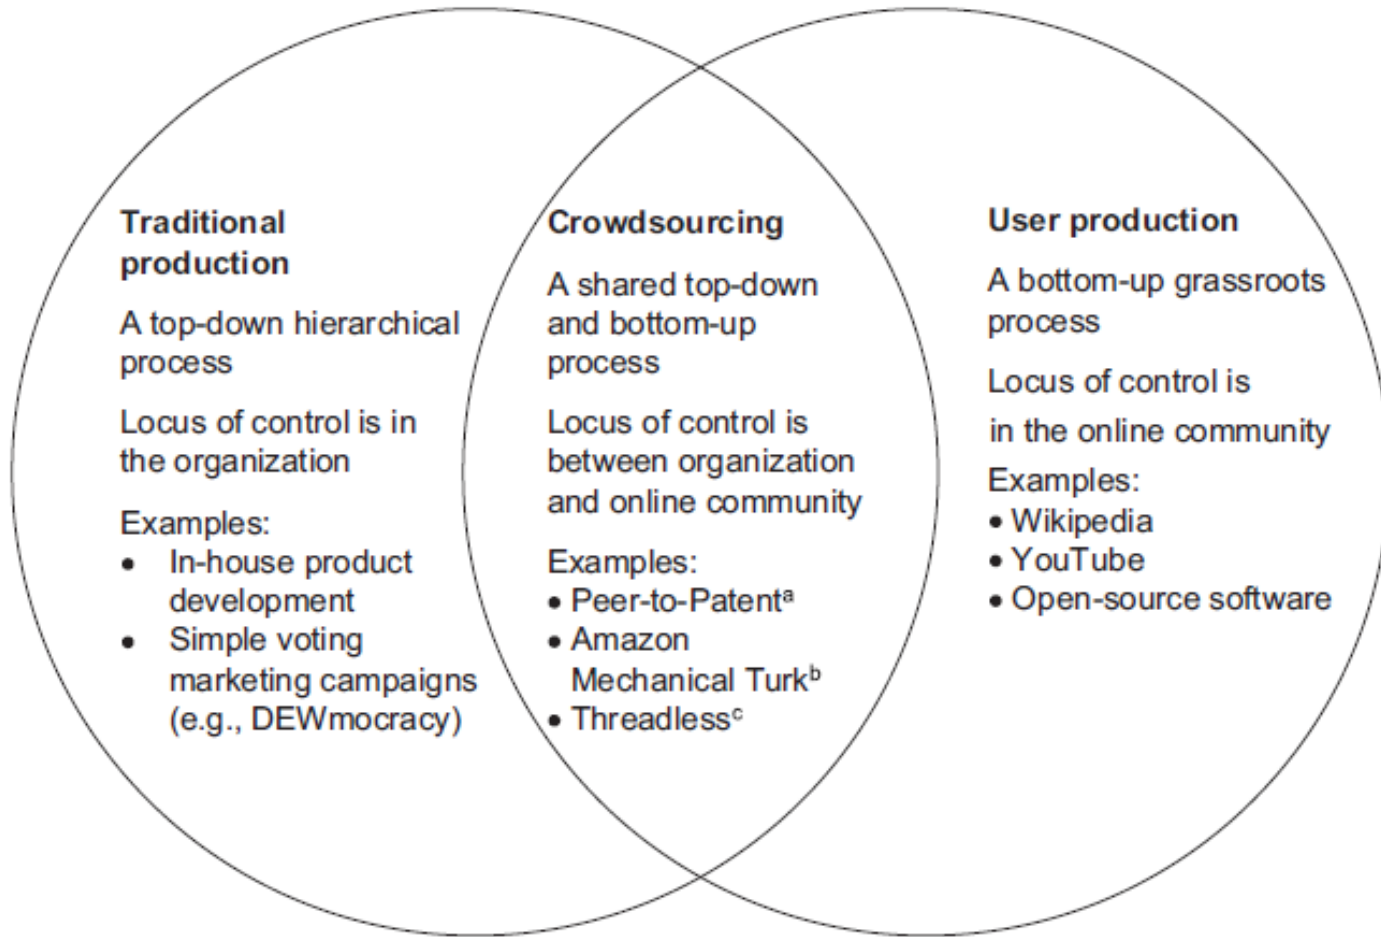 Traditional
production
A top-down hierarchical
process
Locus of control is in
the organization
Examples:
• In-house product
development
• Simple voting
marketing campaigns
(e.g., DEWmocracy)
Crowdsourcing
A shared top-down
and bottom-up
process
Locus of control is
between organization
and online community
Examples:
• Peer-to-Patentᵃ
• Amazon
Mechanical Turkᵇ
• Threadlessᶜ
User production
A bottom-up grassroots
process
Locus of control is
in the online community
Examples:
• Wikipedia
• YouTube
• Open-source software